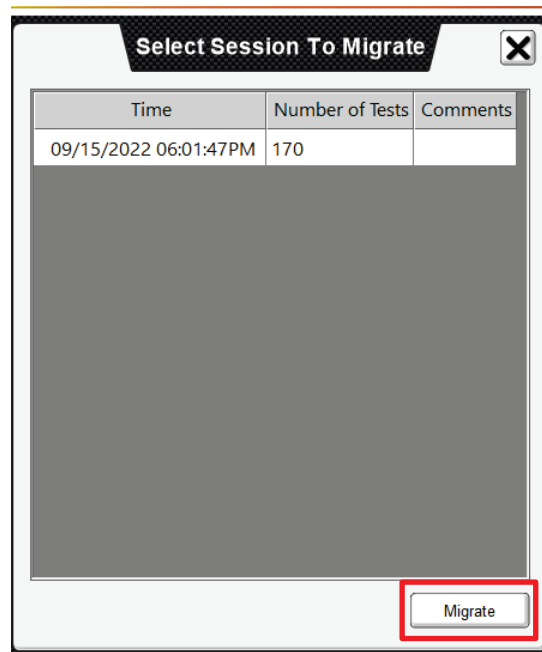 Select Session To Migrate
Time Number of Tests Comments
09/15/2022 06:01:47PM 170
Migrate